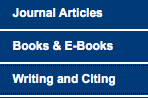 Journal Articles
Books & E-Books
Writing and Citing